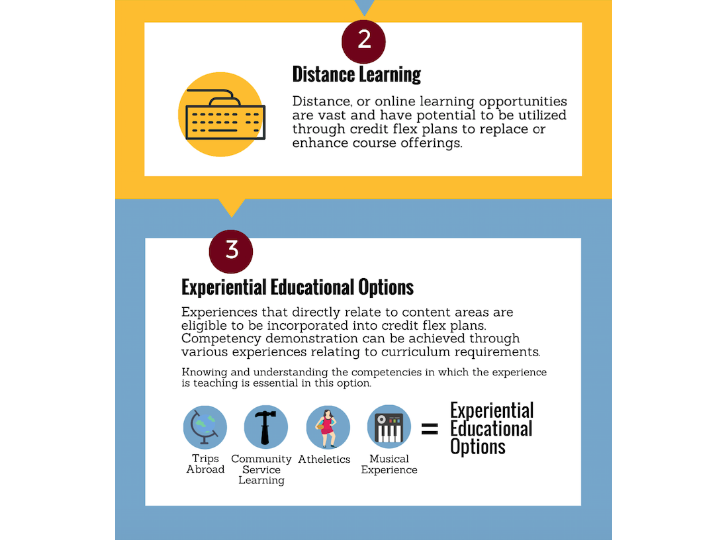 2
Distance Learning
Distance, or online learning opportunities
are vast and have potential to be utilized
through credit flex plans to replace or
enhance course offerings.
3
Experiential Educational Options
Experiences that directly relate to content areas are
eligible to be incorporated into credit flex plans.
Competency demonstration can be achieved through
various experiences relating to curriculum requirements.
Knowing and understanding the competencies in which the experience
is teaching is essential in this option.
Trips
Abroad
Community
Service
Learning
Atheletics
Musical
Experience
=
Experiential
Educational
Options